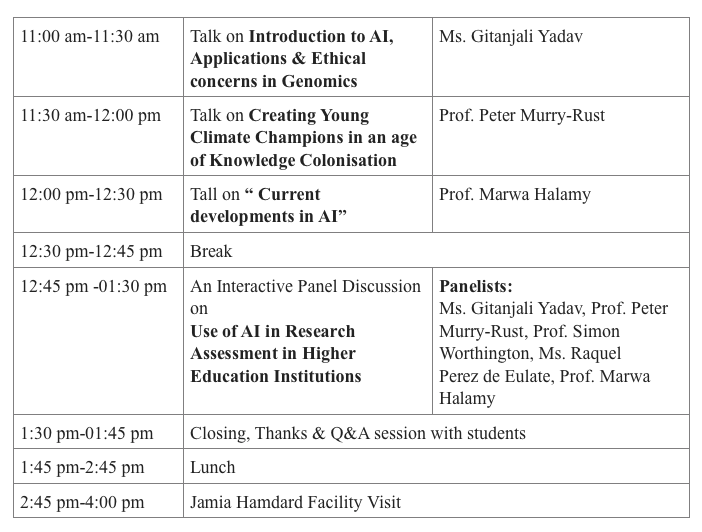 11:00 am-11:30 am
Talk on Introduction to AI,
Applications & Ethical
concerns in Genomics
Ms. Gitanjali Yadav
11:30 am-12:00 pm
Talk on Creating Young
Climate Champions in an age
of Knowledge Colonisation
Prof. Peter Murry-Rust
12:00 pm-12:30 pm
Tall on “ Current
developments in AI”
Prof. Marwa Halamy
12:30 pm-12:45 pm
Break
12:45 pm -01:30 pm
An Interactive Panel Discussion
on
Use of AI in Research
Assessment in Higher
Education Institutions
Panelists:
Ms. Gitanjali Yadav, Prof. Peter
Murry-Rust, Prof. Simon
Worthington, Ms. Raquel
Perez de Eulate, Prof. Marwa
Halamy
1:30 pm-01:45 pm
Closing, Thanks & Q&A session with students
1:45 pm-2:45 pm
Lunch
2:45 pm-4:00 pm
Jamia Hamdard Facility Visit